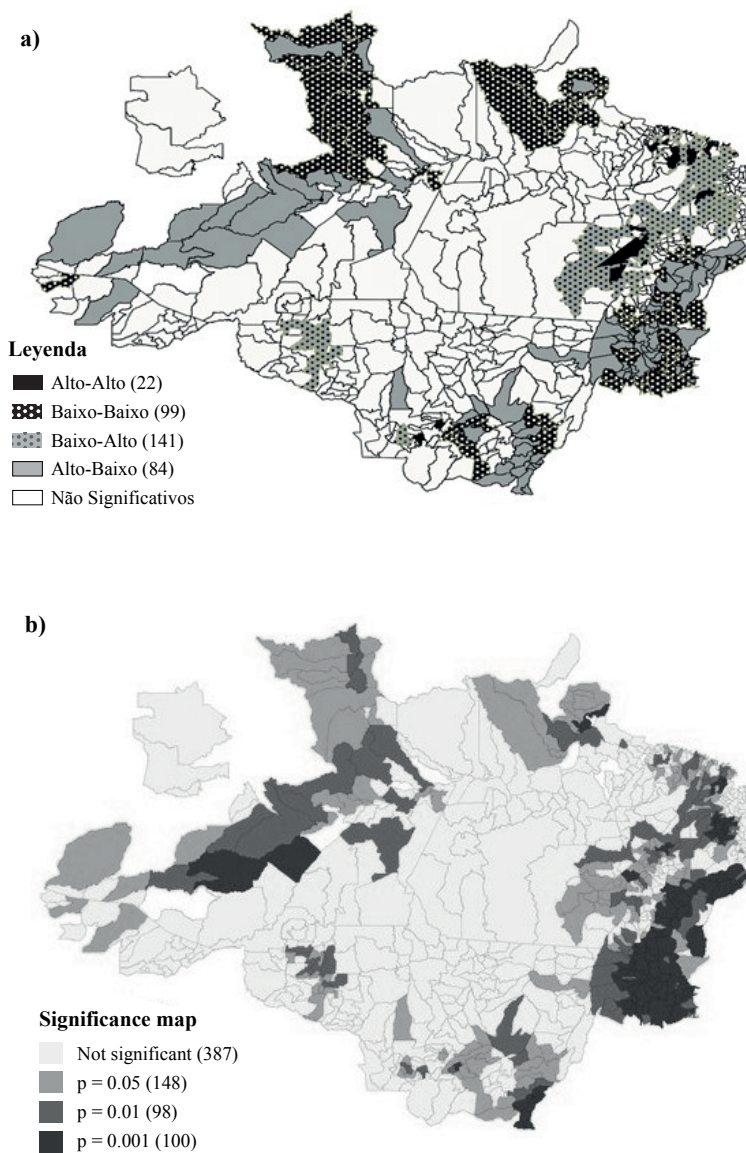 a)
Leyenda
Alto-Alto (22)
Baixo-Baixo (99)
Baixo-Alto (141)
Alto-Baixo (84)
Não Significativos
b)
Significance map
Not significant (387)
p = 0.05 (148)
p = 0.01 (98)
p = 0.001 (100)